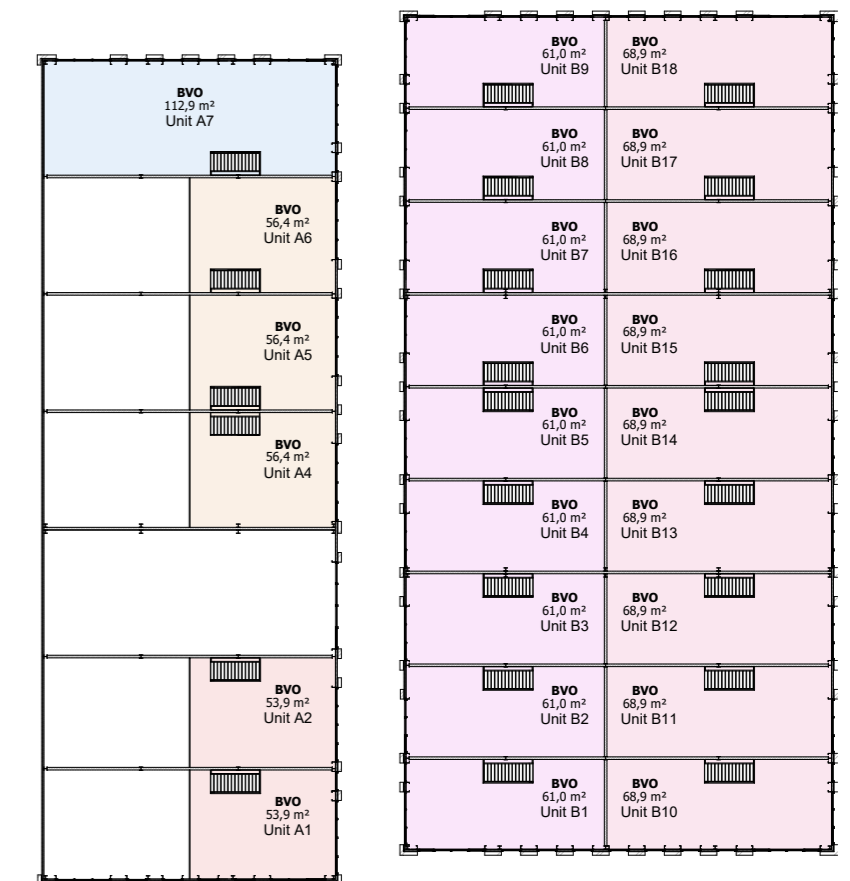 BVO
112,9 m²
Unit A7
BVO
56,4 m²
Unit A6
BVO
56,4 m²
Unit A5
BVO
56,4 m²
Unit A4
BVO
53,9 m²
Unit A2
BVO
53,9 m²
Unit A1
BVO
61,0 m²
Unit B9
BVO
68,9 m²
Unit B18
BVO
61,0 m²
Unit B8
BVO
68,9 m²
Unit B17
BVO
61,0 m²
Unit B7
BVO
68,9 m²
Unit B16
BVO
61,0 m²
Unit B6
BVO
68,9 m²
Unit B15
BVO
61,0 m²
Unit B5
BVO
68,9 m²
Unit B14
BVO
61,0 m²
Unit B4
BVO
68,9 m²
Unit B13
BVO
61,0 m²
Unit B3
BVO
68,9 m²
Unit B12
BVO
61,0 m²
Unit B2
BVO
68,9 m²
Unit B11
BVO
61,0 m²
Unit B1
BVO
68,9 m²
Unit B10